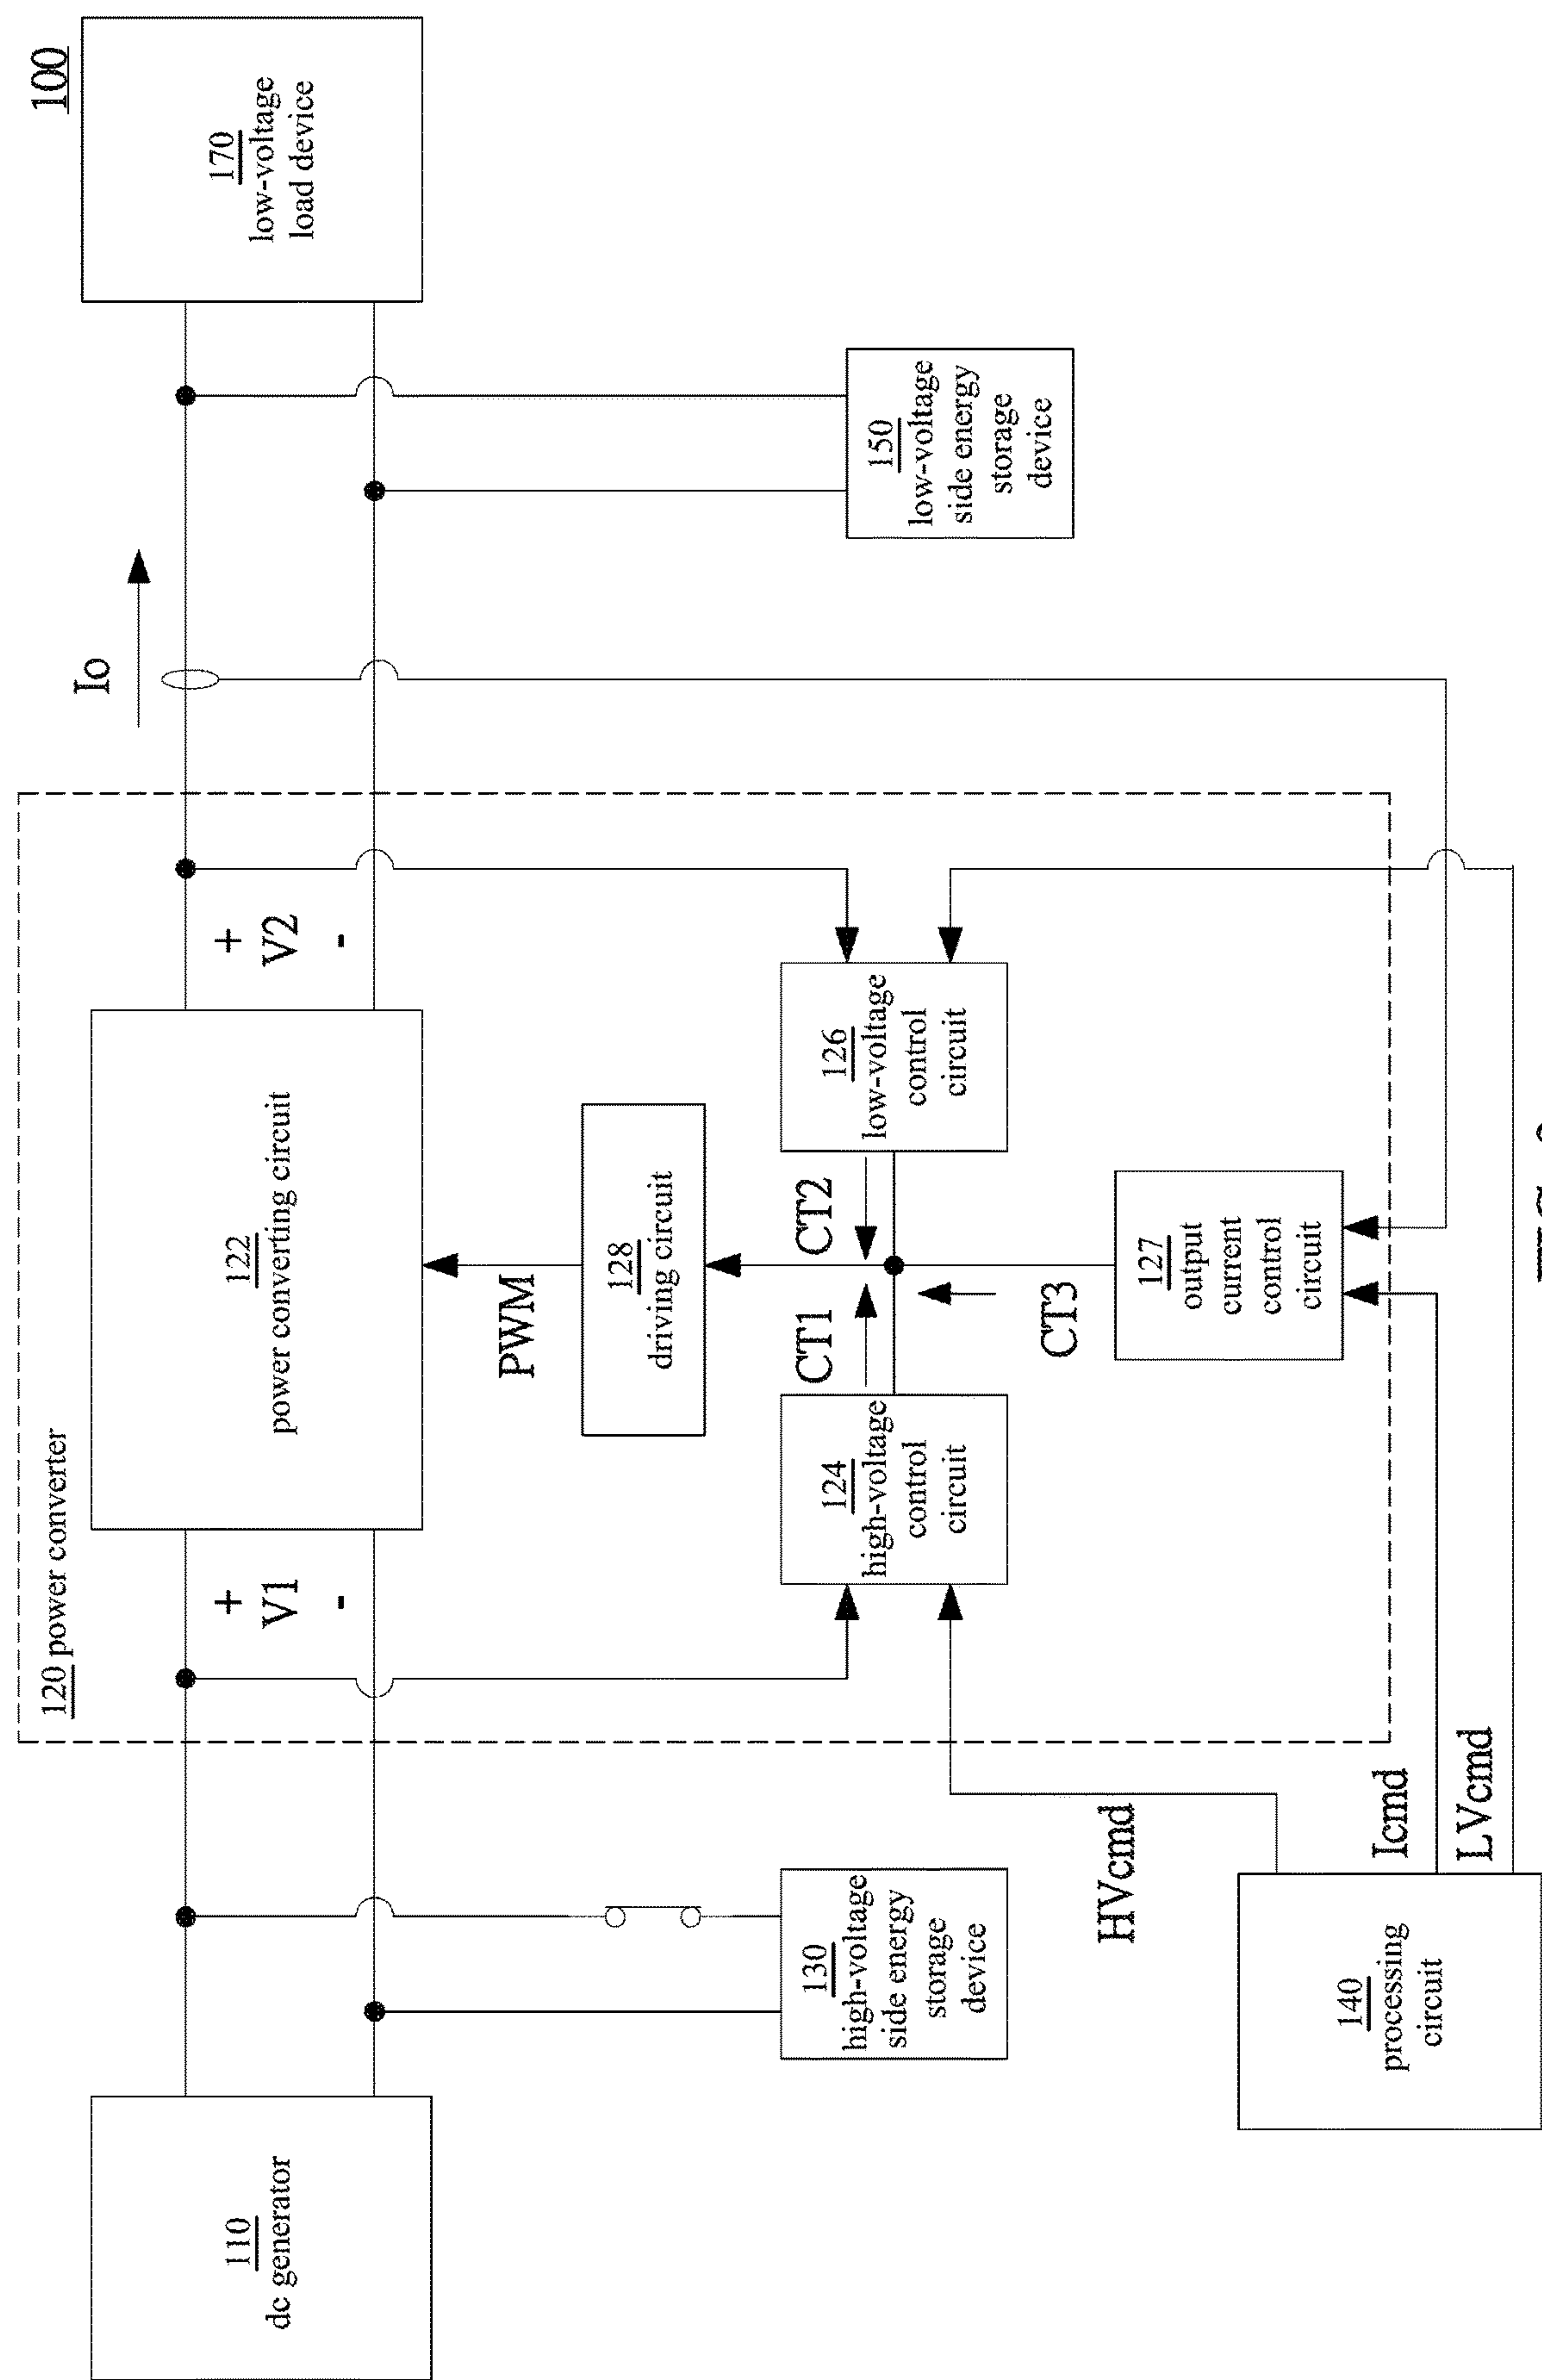 100
120 power converter
110
dc generator
+
V1
-
122
power converting circuit
+
V2
-
Io
170
low-voltage
load device
PWM
128
driving circuit
130
high-voltage
side energy
storage
device
124
high-voltage
control
circuit
CT1
CT2
126
low-voltage
control
circuit
150
low-voltage
side energy
storage
device
HVcmd
CT3
127
output
current
control
circuit
140
processing
circuit
Icmd
LVcmd